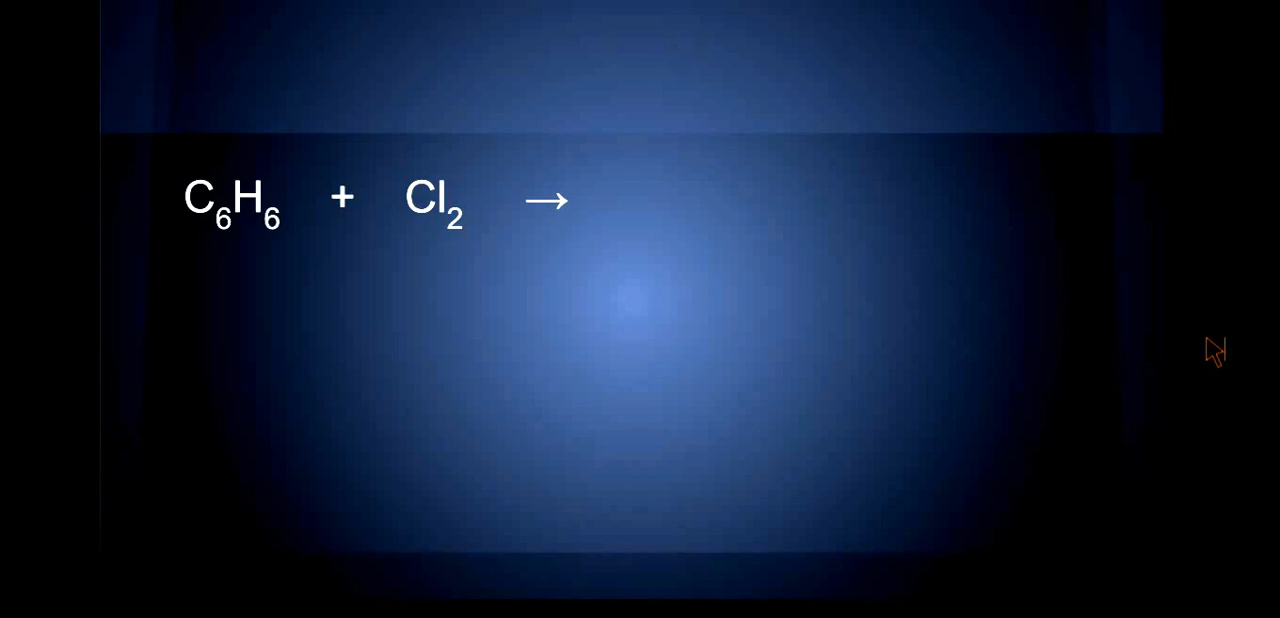 C₆H₆ + Cl₂ →